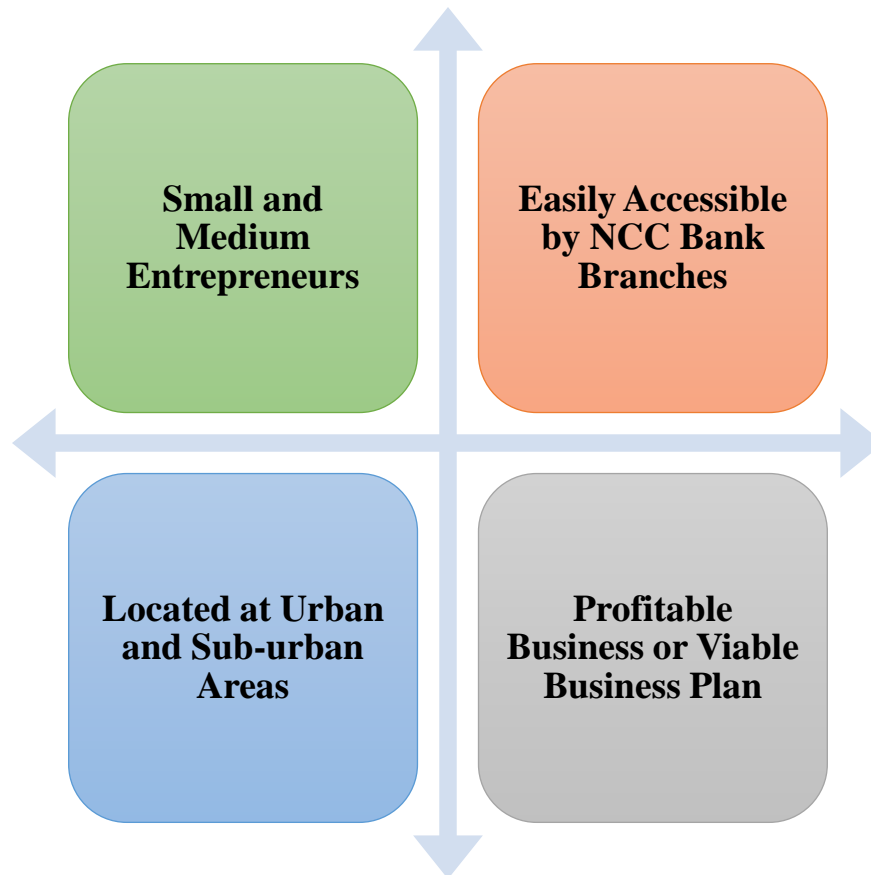 Small and
Medium
Entrepreneurs
Easily Accessible
by NCC Bank
Branches
Located at Urban
and Sub-urban
Areas
Profitable
Business or Viable
Business Plan